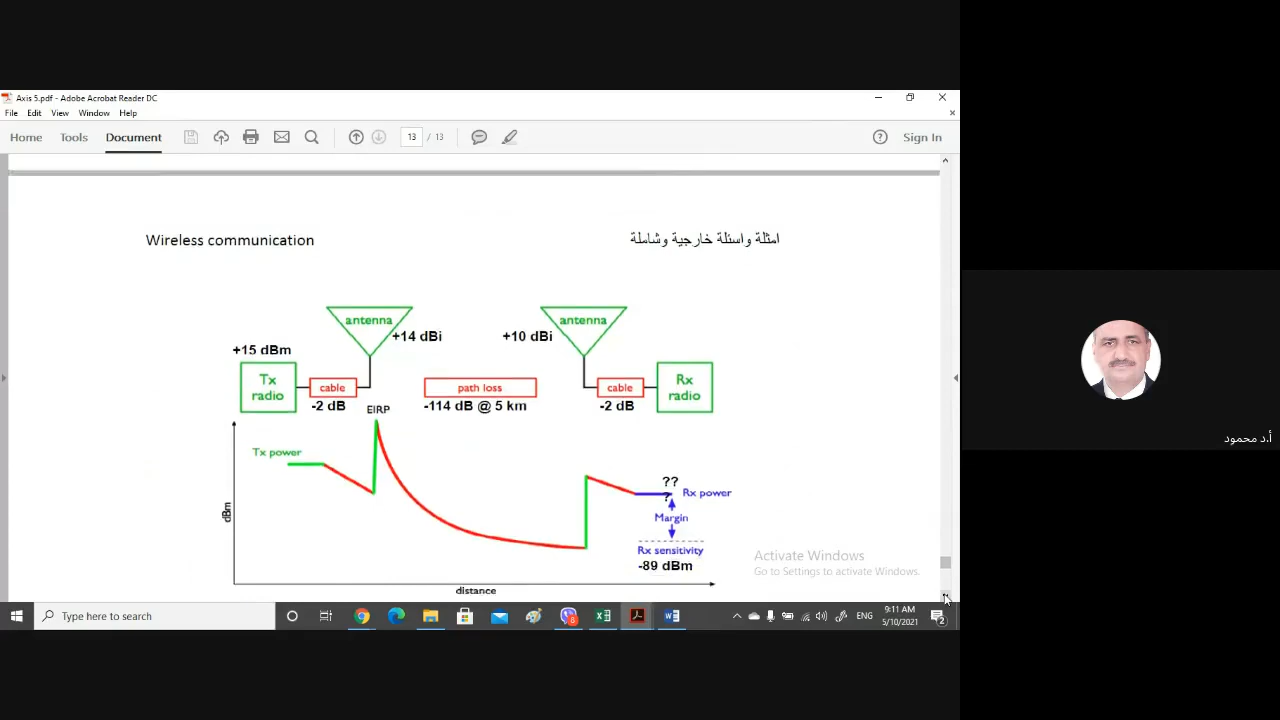 Axis 5.pdf - Adobe Acrobat Reader DC
File Edit View Window Help
Home Tools Document 13 / 13 Sign In
Wireless communication
امثلة واسئلة خارجية وشاملة
antenna
+14 dBi
+10 dBi
antenna
+15 dBm
Tx radio
cable
-2 dB
path loss
-114 dB @ 5 km
cable
-2 dB
Rx radio
EIRP
Tx power
dBm
??
?
Rx power
Margin
Rx sensitivity
-89 dBm
distance
Activate Windows
Go to Settings to activate Windows.
أ.د محمود
Type here to search
8
ENG
9:11 AM
5/10/2021
2